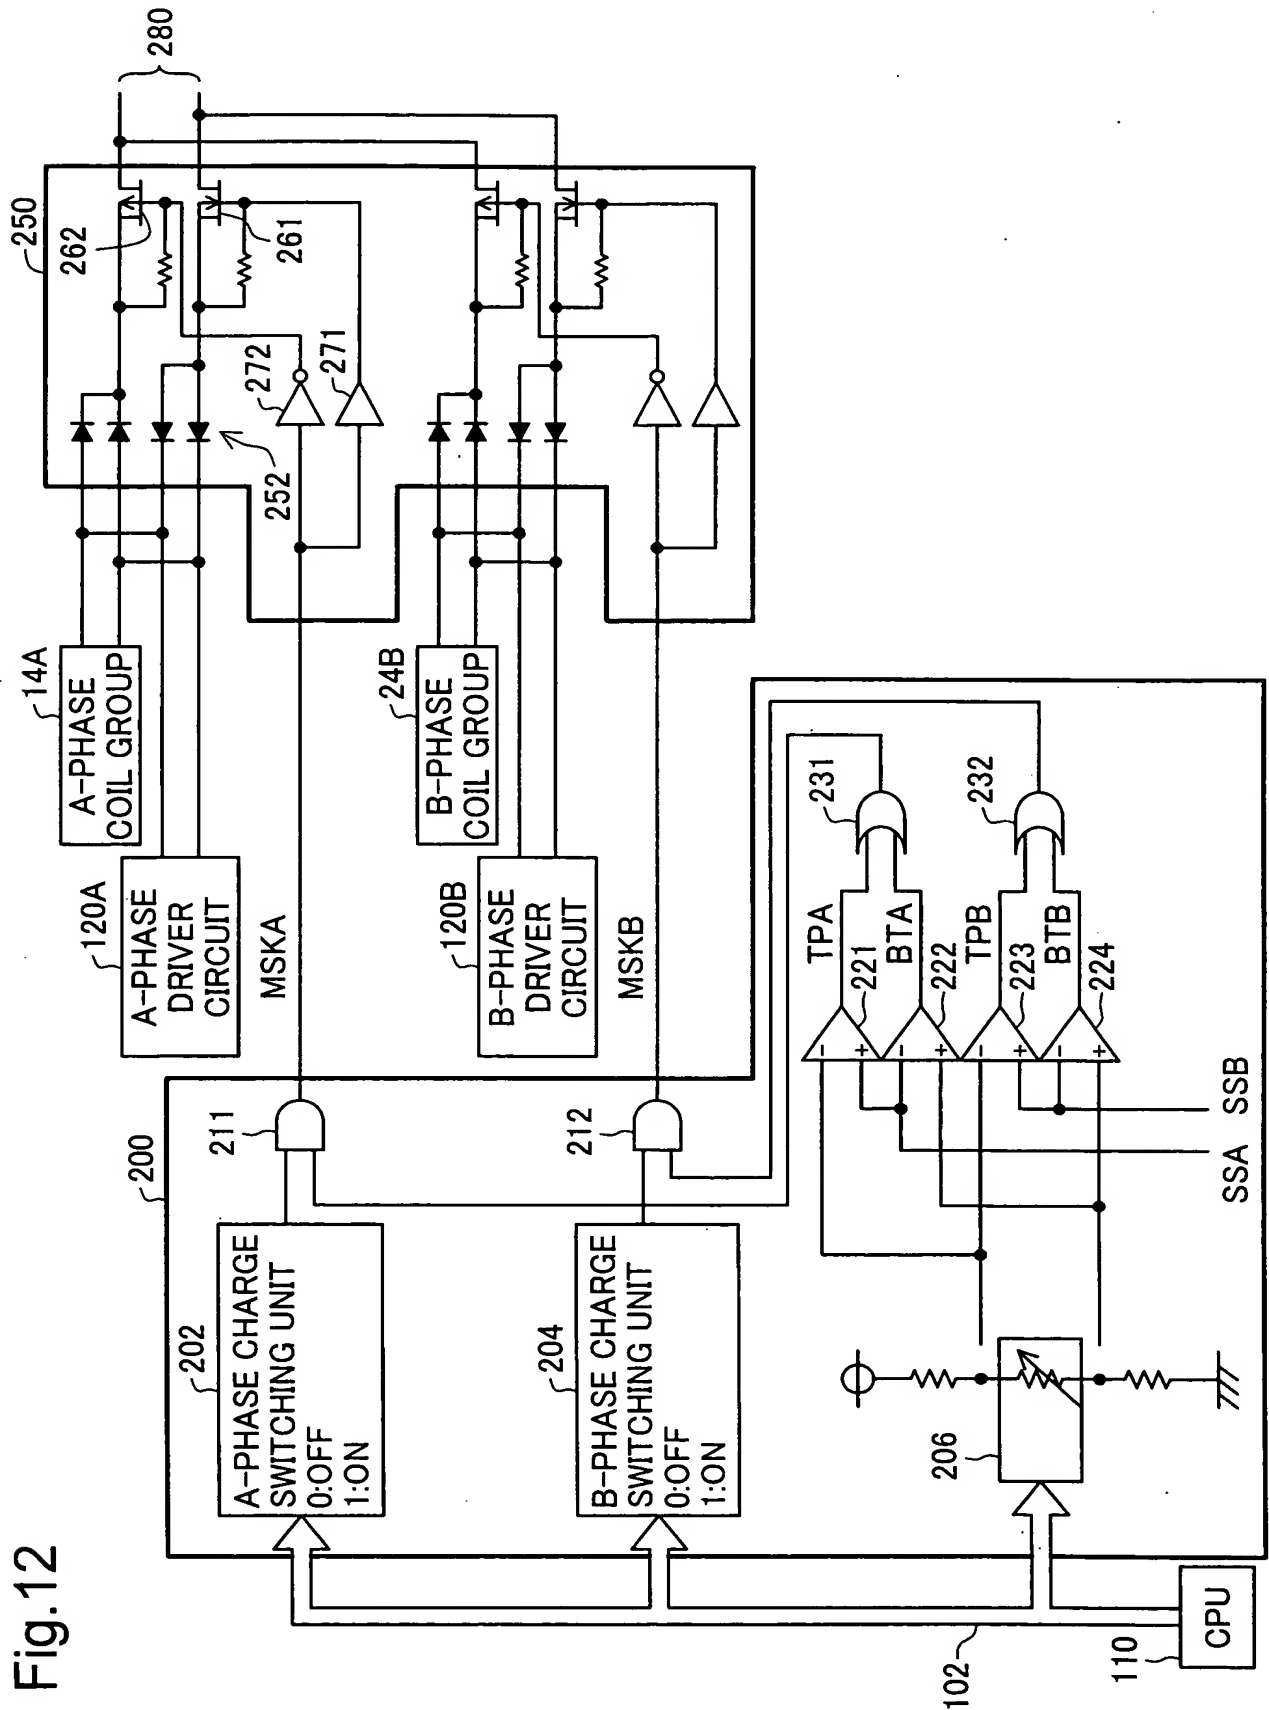 Fig.12
280
250
262
261
272
271
252
14A
A-PHASE
COIL GROUP
120A
A-PHASE
DRIVER
CIRCUIT
MSKA
24B
B-PHASE
COIL GROUP
120B
B-PHASE
DRIVER
CIRCUIT
MSKB
200
211
212
202
A-PHASE CHARGE
SWITCHING UNIT
0:OFF
1:ON
204
B-PHASE CHARGE
SWITCHING UNIT
0:OFF
1:ON
206
231
232
TPA
221
BTA
222
TPB
223
BTB
224
-
+
-
+
-
+
-
+
SSA
SSB
102
110
CPU